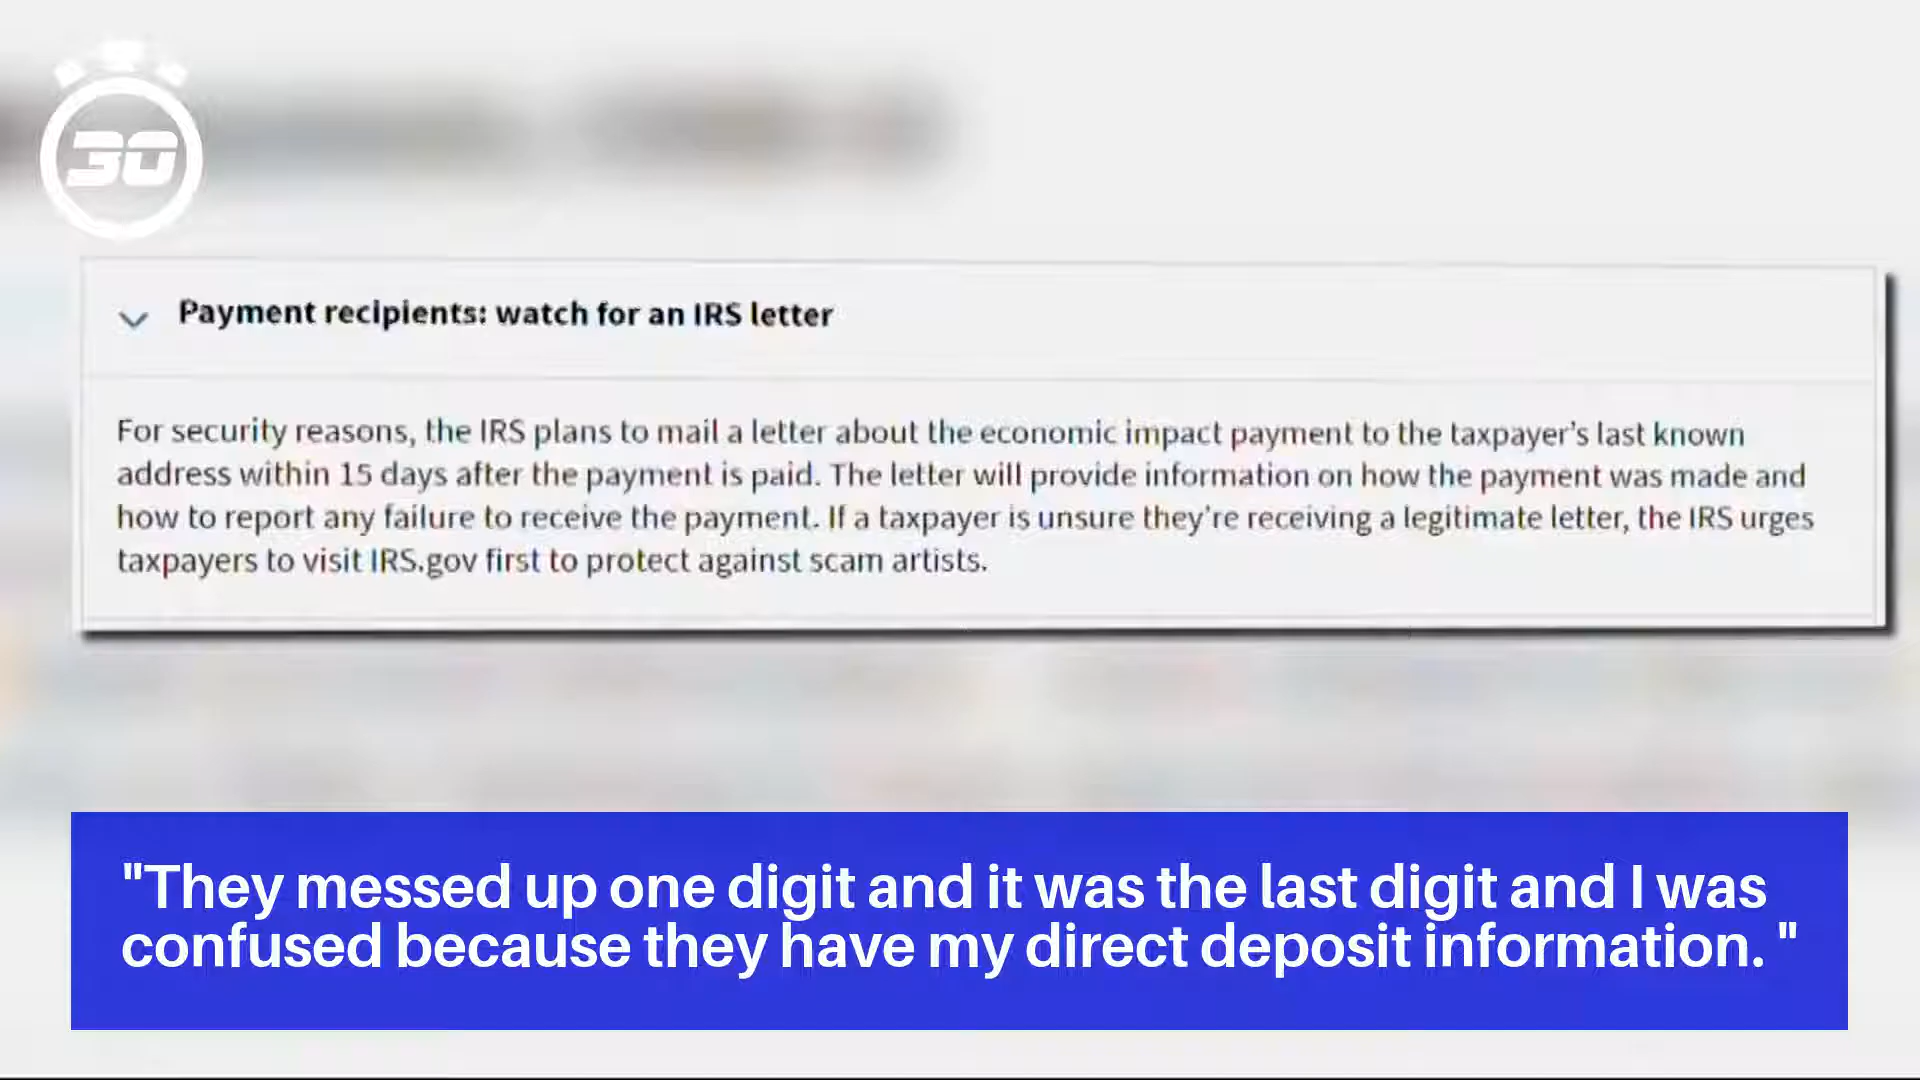 30
Payment recipients: watch for an IRS letter
For security reasons, the IRS plans to mail a letter about the economic impact payment to the taxpayer's last known
address within 15 days after the payment is paid. The letter will provide information on how the payment was made and
how to report any failure to receive the payment. If a taxpayer is unsure they're receiving a legitimate letter, the IRS urges
taxpayers to visit IRS.gov first to protect against scam artists.
"They messed up one digit and it was the last digit and I was
confused because they have my direct deposit information. "